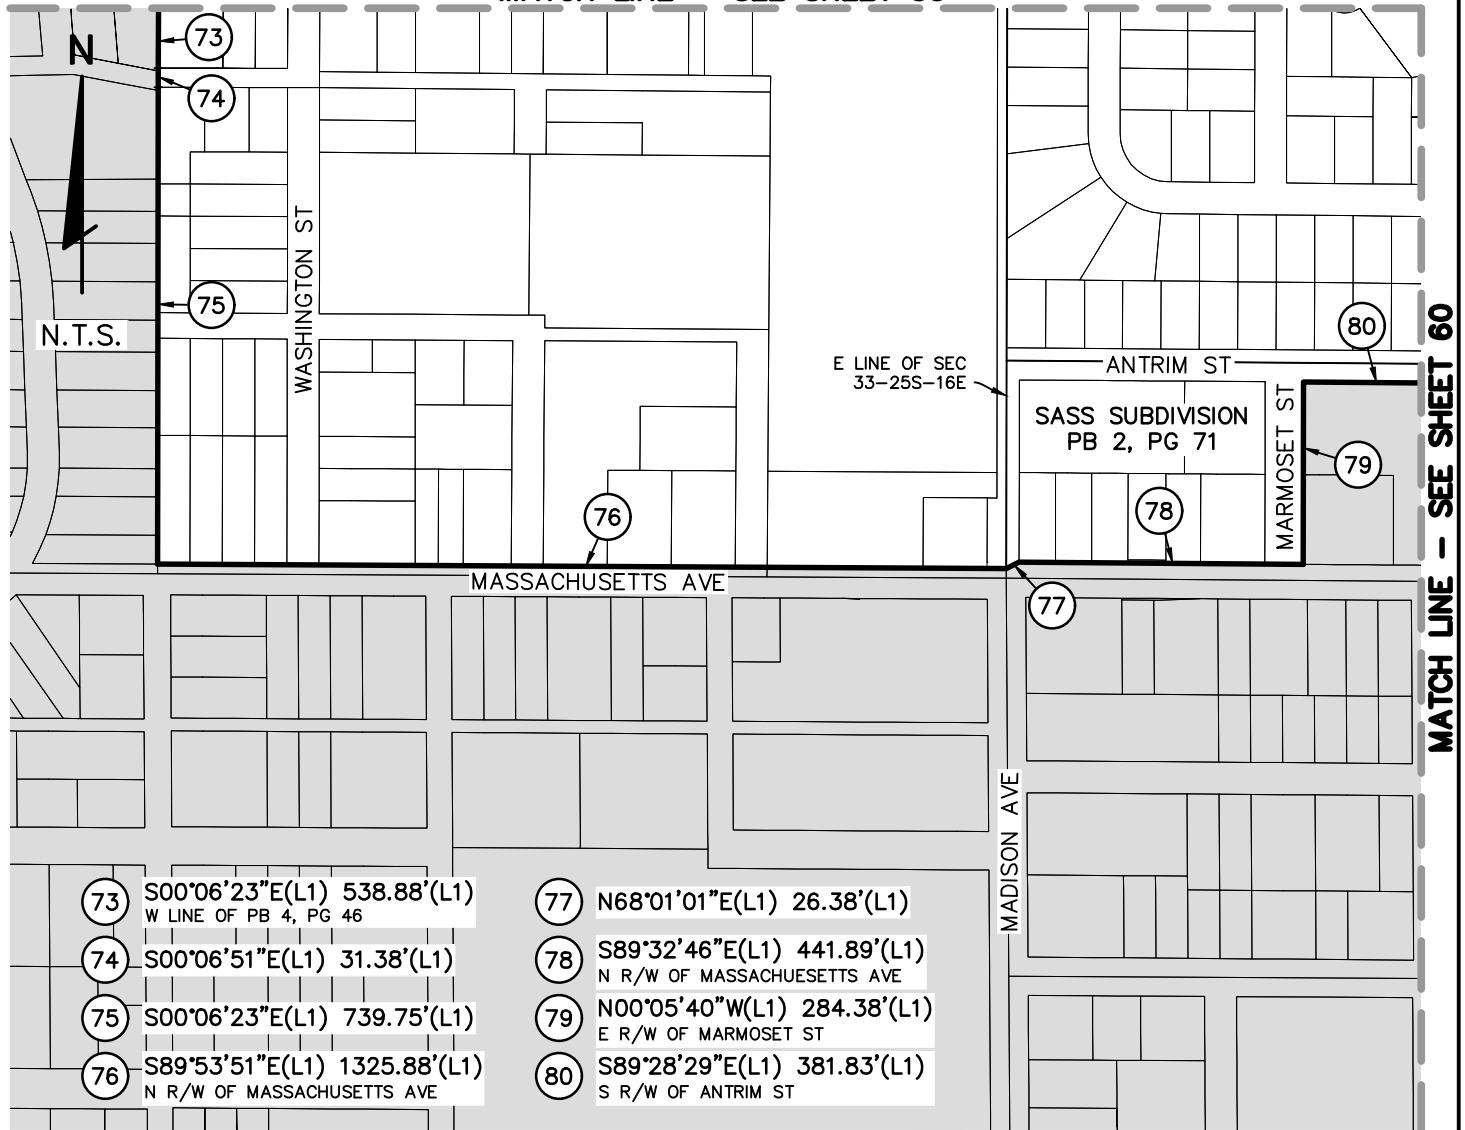 73
N
74
WASHINGTON ST
75
N.T.S.
80
E LINE OF SEC
33-25S-16E
ANTRIM ST
SASS SUBDIVISION
PB 2, PG 71
MARMOSET ST
79
76
78
MASSACHUSETTS AVE
77
MADISON AVE
MATCH LINE - SEE SHEET 60
73 S00°06'23"E(L1) 538.88'(L1)
W LINE OF PB 4, PG 46
74 S00°06'51"E(L1) 31.38'(L1)
75 S00°06'23"E(L1) 739.75'(L1)
76 S89°53'51"E(L1) 1325.88'(L1)
N R/W OF MASSACHUSETTS AVE
77 N68°01'01"E(L1) 26.38'(L1)
78 S89°32'46"E(L1) 441.89'(L1)
N R/W OF MASSACHUESETTS AVE
79 N00°05'40"W(L1) 284.38'(L1)
E R/W OF MARMOSET ST
80 S89°28'29"E(L1) 381.83'(L1)
S R/W OF ANTRIM ST